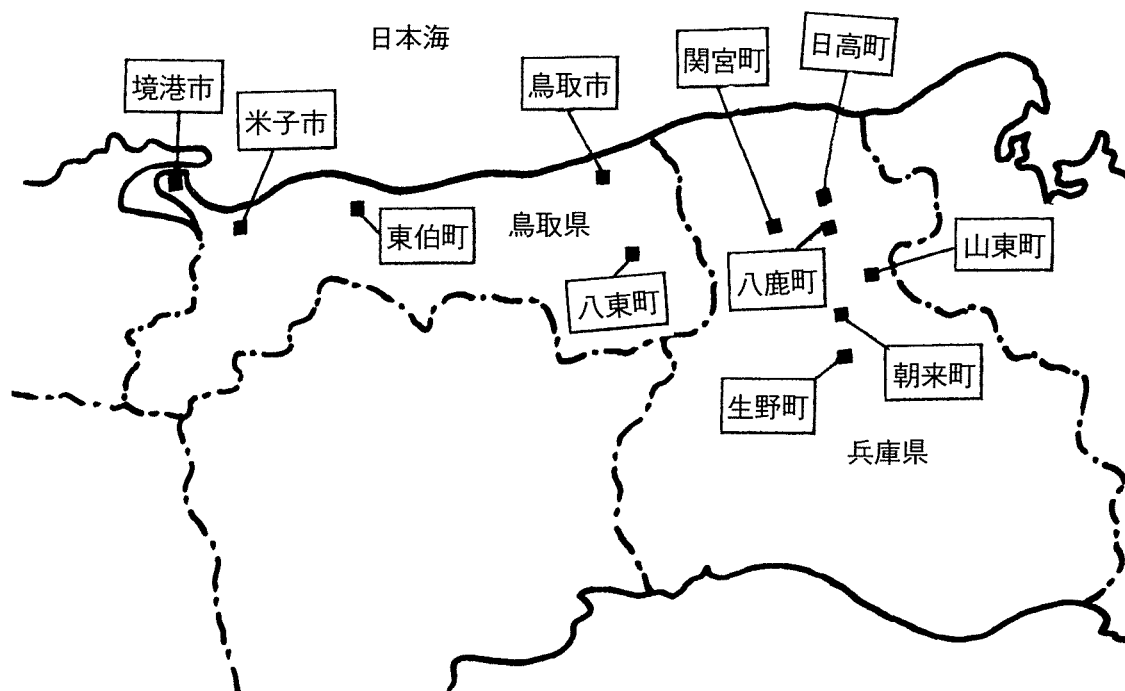 日本海
境港市
米子市
鳥取市
関宮町
日高町
東伯町
鳥取県
八東町
八鹿町
山東町
朝来町
生野町
兵庫県